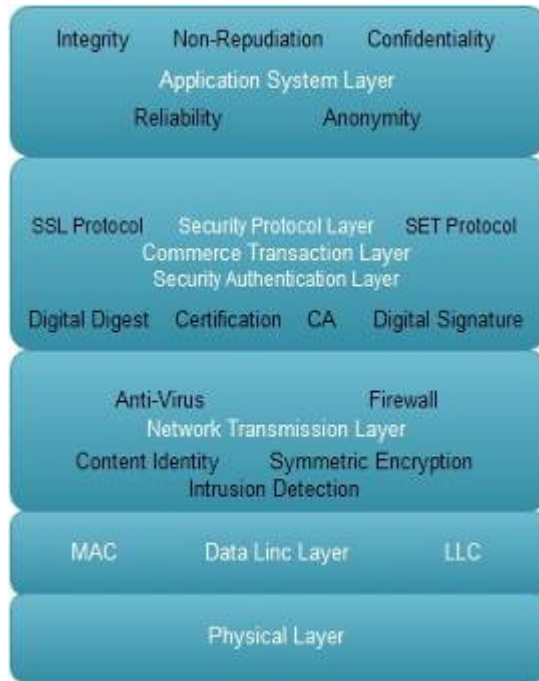 Integrity Non-Repudiation Confidentiality
Application System Layer
Reliability Anonymity
SSL Protocol Security Protocol Layer SET Protocol
Commerce Transaction Layer
Security Authentication Layer
Digital Digest Certification CA Digital Signature
Anti-Virus Firewall
Network Transmission Layer
Content Identity Symmetric Encryption
Intrusion Detection
MAC Data Linc Layer LLC
Physical Layer